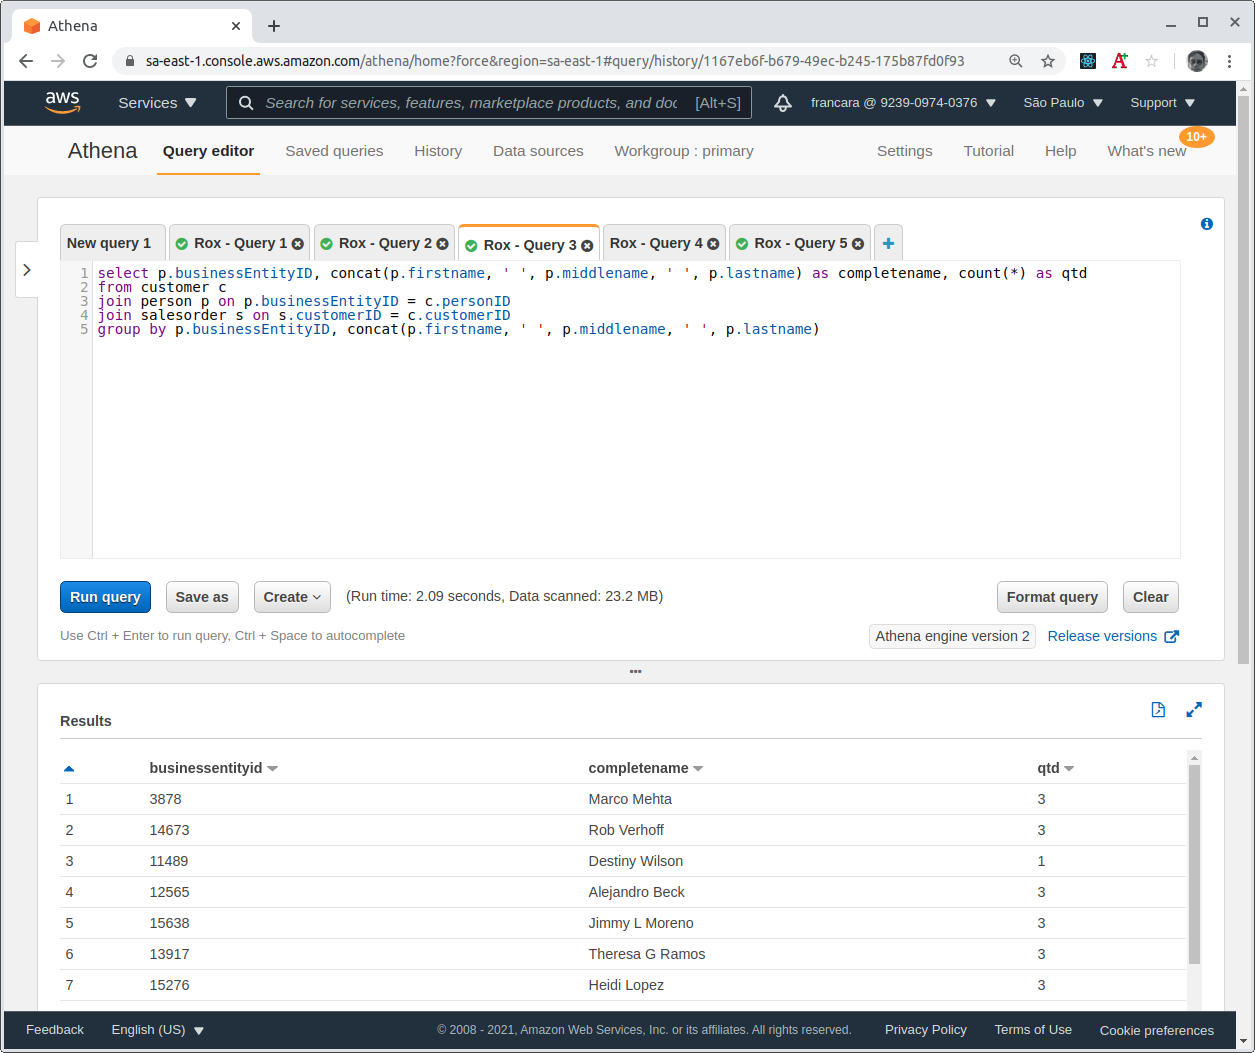 Athena
sa-east-1.console.aws.amazon.com/athena/home?force&region=sa-east-1#query/history/1167eb6f-b679-49ec-b245-175b87fd0f93
aws Services Search for services, features, marketplace products, and doc [Alt+S] francara @ 9239-0974-0376 São Paulo Support
10+
Athena Query editor Saved queries History Data sources Workgroup : primary Settings Tutorial Help What's new
New query 1 Rox - Query 1 Rox - Query 2 Rox - Query 3 Rox - Query 4 Rox - Query 5
1 select p.businessEntityID, concat(p.firstname, ' ', p.middlename, ' ', p.lastname) as completename, count(*) as qtd
2 from customer c
3 join person p on p.businessEntityID = c.personID
4 join salesorder s on s.customerID = c.customerID
5 group by p.businessEntityID, concat(p.firstname, ' ', p.middlename, ' ', p.lastname)
Run query Save as Create (Run time: 2.09 seconds, Data scanned: 23.2 MB) Format query Clear
Use Ctrl + Enter to run query, Ctrl + Space to autocomplete Athena engine version 2 Release versions
Results
businessentityid completename qtd
1 3878 Marco Mehta 3
2 14673 Rob Verhoff 3
3 11489 Destiny Wilson 1
4 12565 Alejandro Beck 3
5 15638 Jimmy L Moreno 3
6 13917 Theresa G Ramos 3
7 15276 Heidi Lopez 3
Feedback English (US) © 2008 - 2021, Amazon Web Services, Inc. or its affiliates. All rights reserved. Privacy Policy Terms of Use Cookie preferences